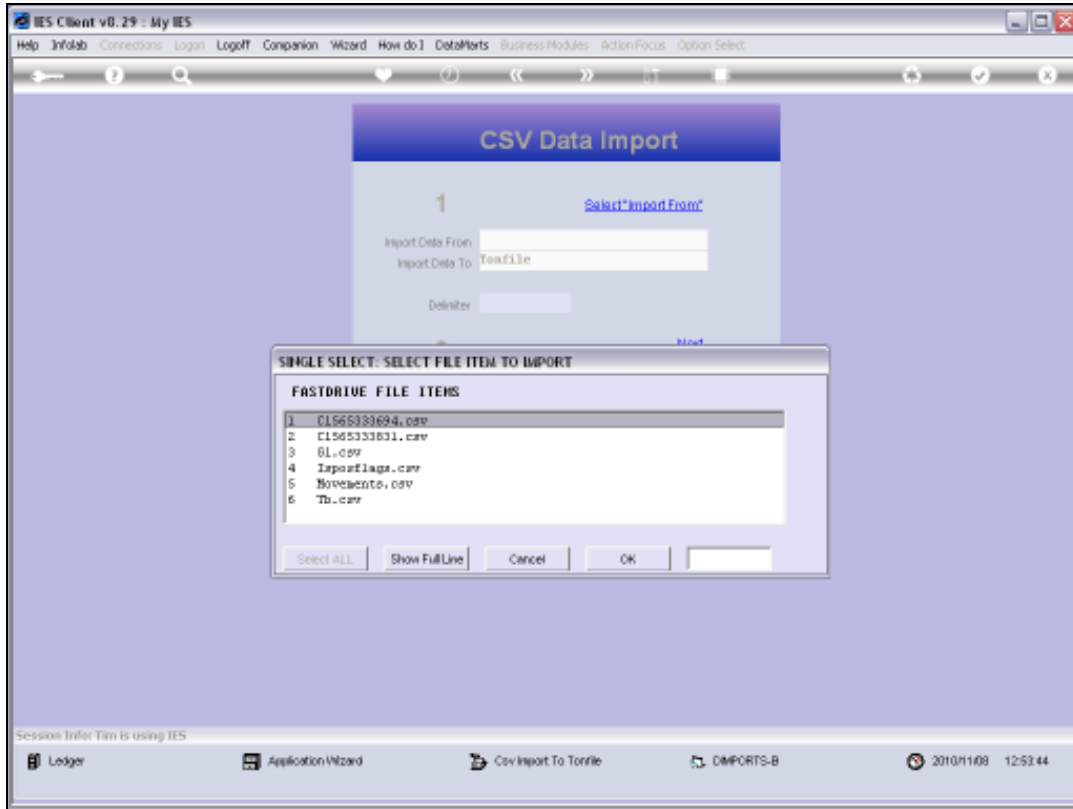 IES Client v8.29 : My IES
Help Infolab Connections Logon Logoff Companion Wizard How do I DataMarts Business Modules Action Focus Option Select
CSV Data Import
1 Select "Import From"
Import Data From
Import Data To Tonfile
Delimiter
Next
SINGLE SELECT: SELECT FILE ITEM TO IMPORT
FASTDRIVE FILE ITEMS
1 C1565333694.csv
2 C1565333831.csv
3 Gl.csv
4 Isposflags.csv
5 Movements.csv
6 Tb.csv
Select ALL Show Full Line Cancel OK
Session Info: Tim is using IES
Ledger Application Wizard Csv Import To Tonfile DIMPORTS-B 2010/11/08 12:53:44